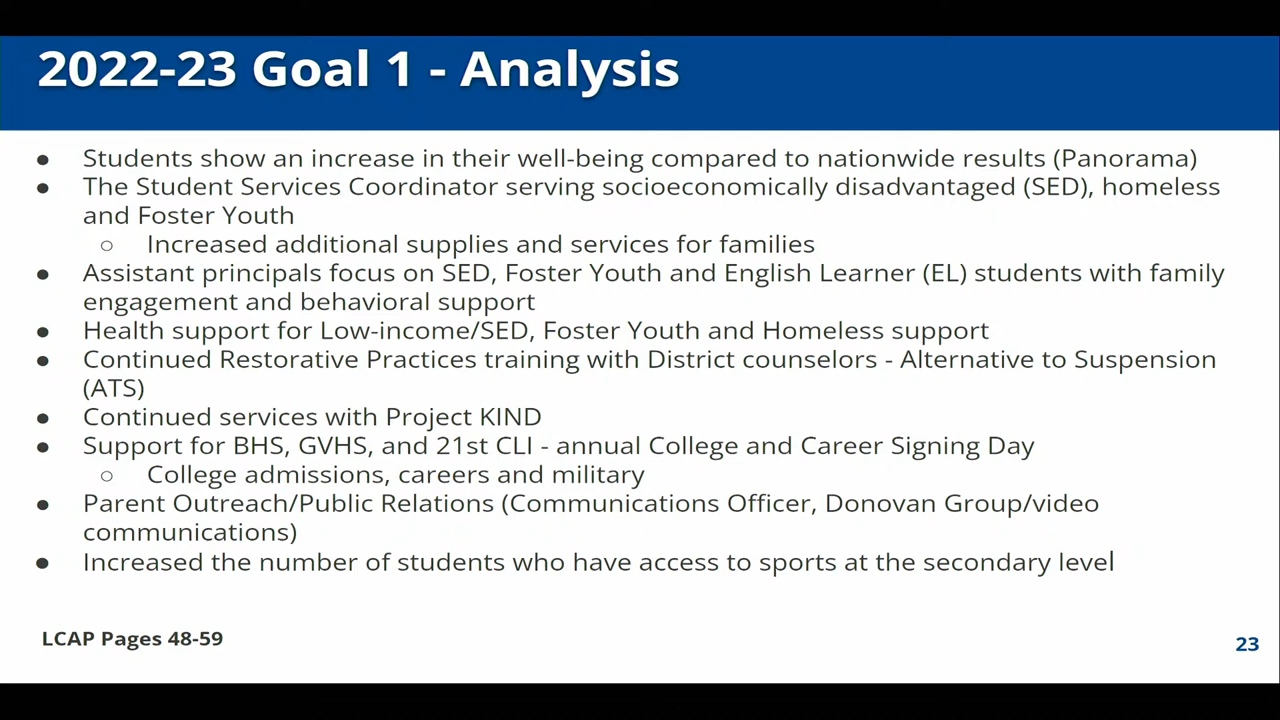 2022-23 Goal 1 - Analysis
● Students show an increase in their well-being compared to nationwide results (Panorama)
● The Student Services Coordinator serving socioeconomically disadvantaged (SED), homeless
and Foster Youth
○ Increased additional supplies and services for families
● Assistant principals focus on SED, Foster Youth and English Learner (EL) students with family
engagement and behavioral support
● Health support for Low-income/SED, Foster Youth and Homeless support
● Continued Restorative Practices training with District counselors - Alternative to Suspension
(ATS)
● Continued services with Project KIND
● Support for BHS, GVHS, and 21st CLI - annual College and Career Signing Day
○ College admissions, careers and military
● Parent Outreach/Public Relations (Communications Officer, Donovan Group/video
communications)
● Increased the number of students who have access to sports at the secondary level
LCAP Pages 48-59
23